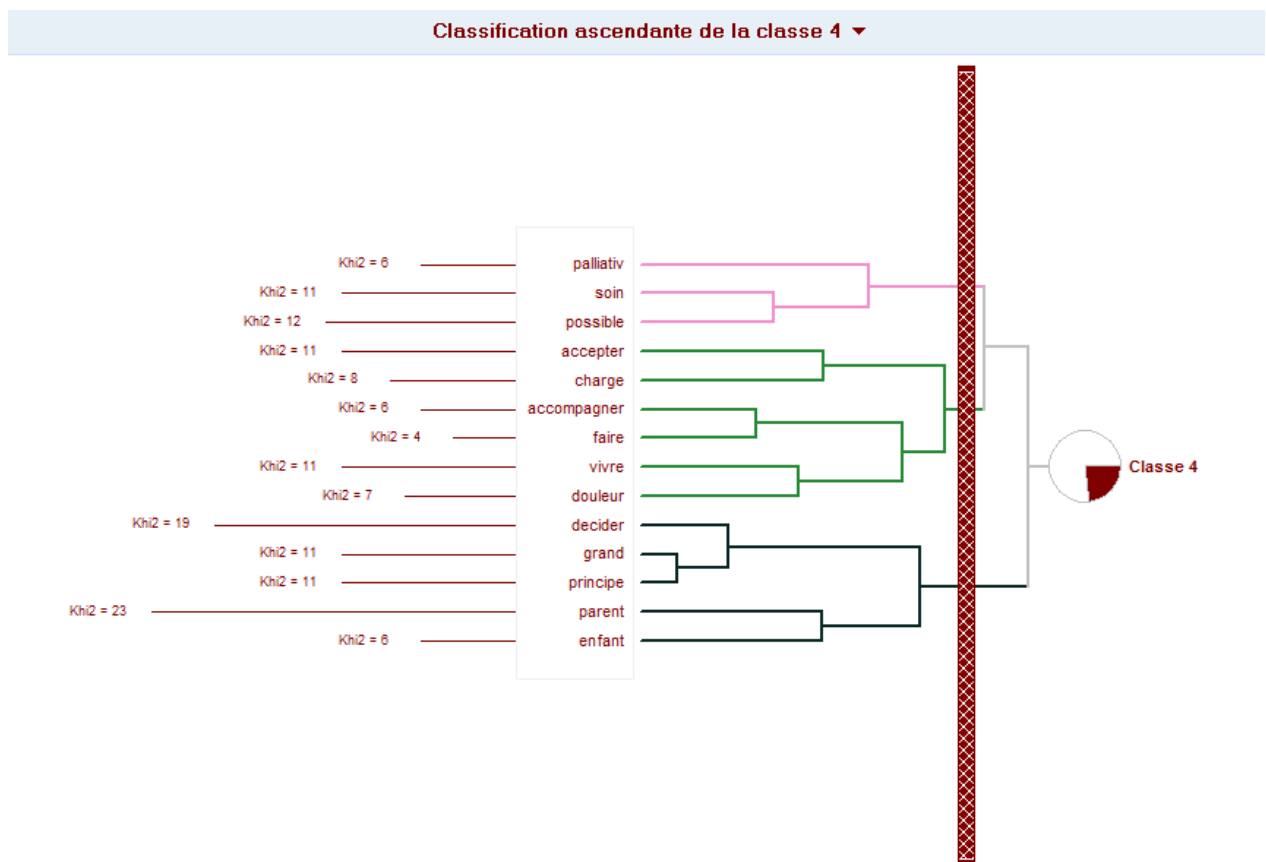 Classification ascendante de la classe 4
Khi2 = 6 palliativ
Khi2 = 11 soin
Khi2 = 12 possible
Khi2 = 11 accepter
Khi2 = 8 charge
Khi2 = 6 accompagner
Khi2 = 4 faire
Khi2 = 11 vivre
Classe 4
Khi2 = 7 douleur
Khi2 = 19 decider
Khi2 = 11 grand
Khi2 = 11 principe
Khi2 = 23 parent
Khi2 = 6 enfant